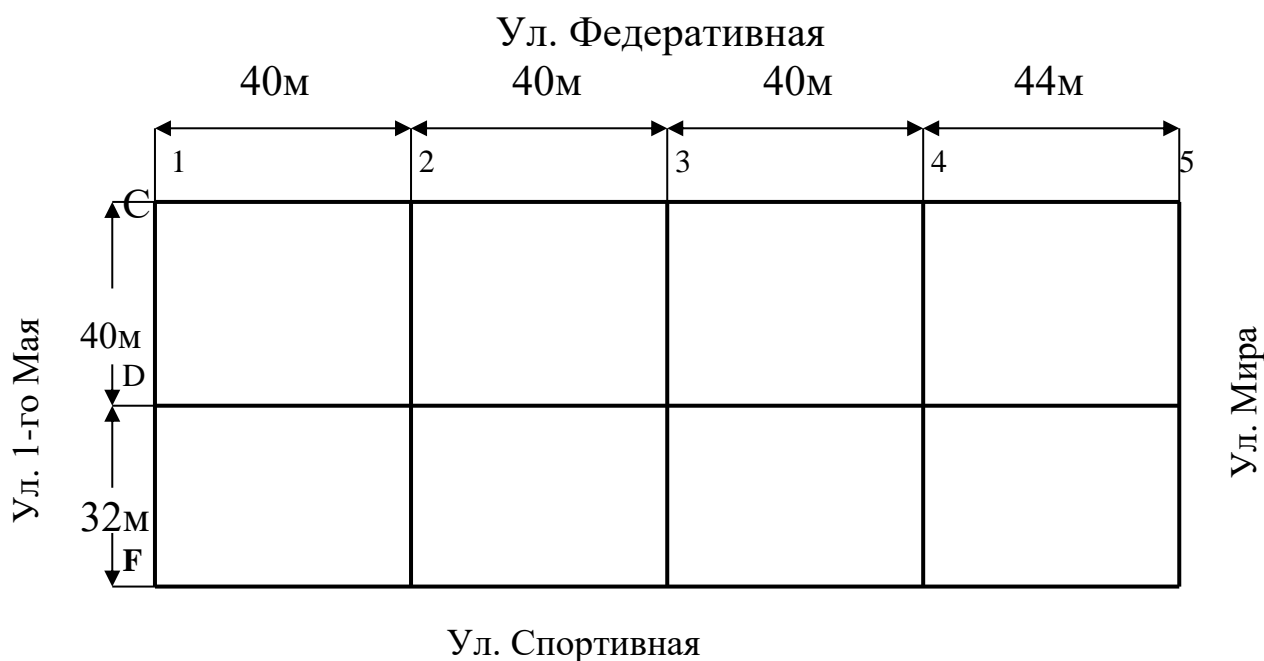 Ул. Федеративная
40м 40м 40м 44м
1 2 3 4 5
С
40м
D
32м
F
Ул. 1-го Мая
Ул. Мира
Ул. Спортивная